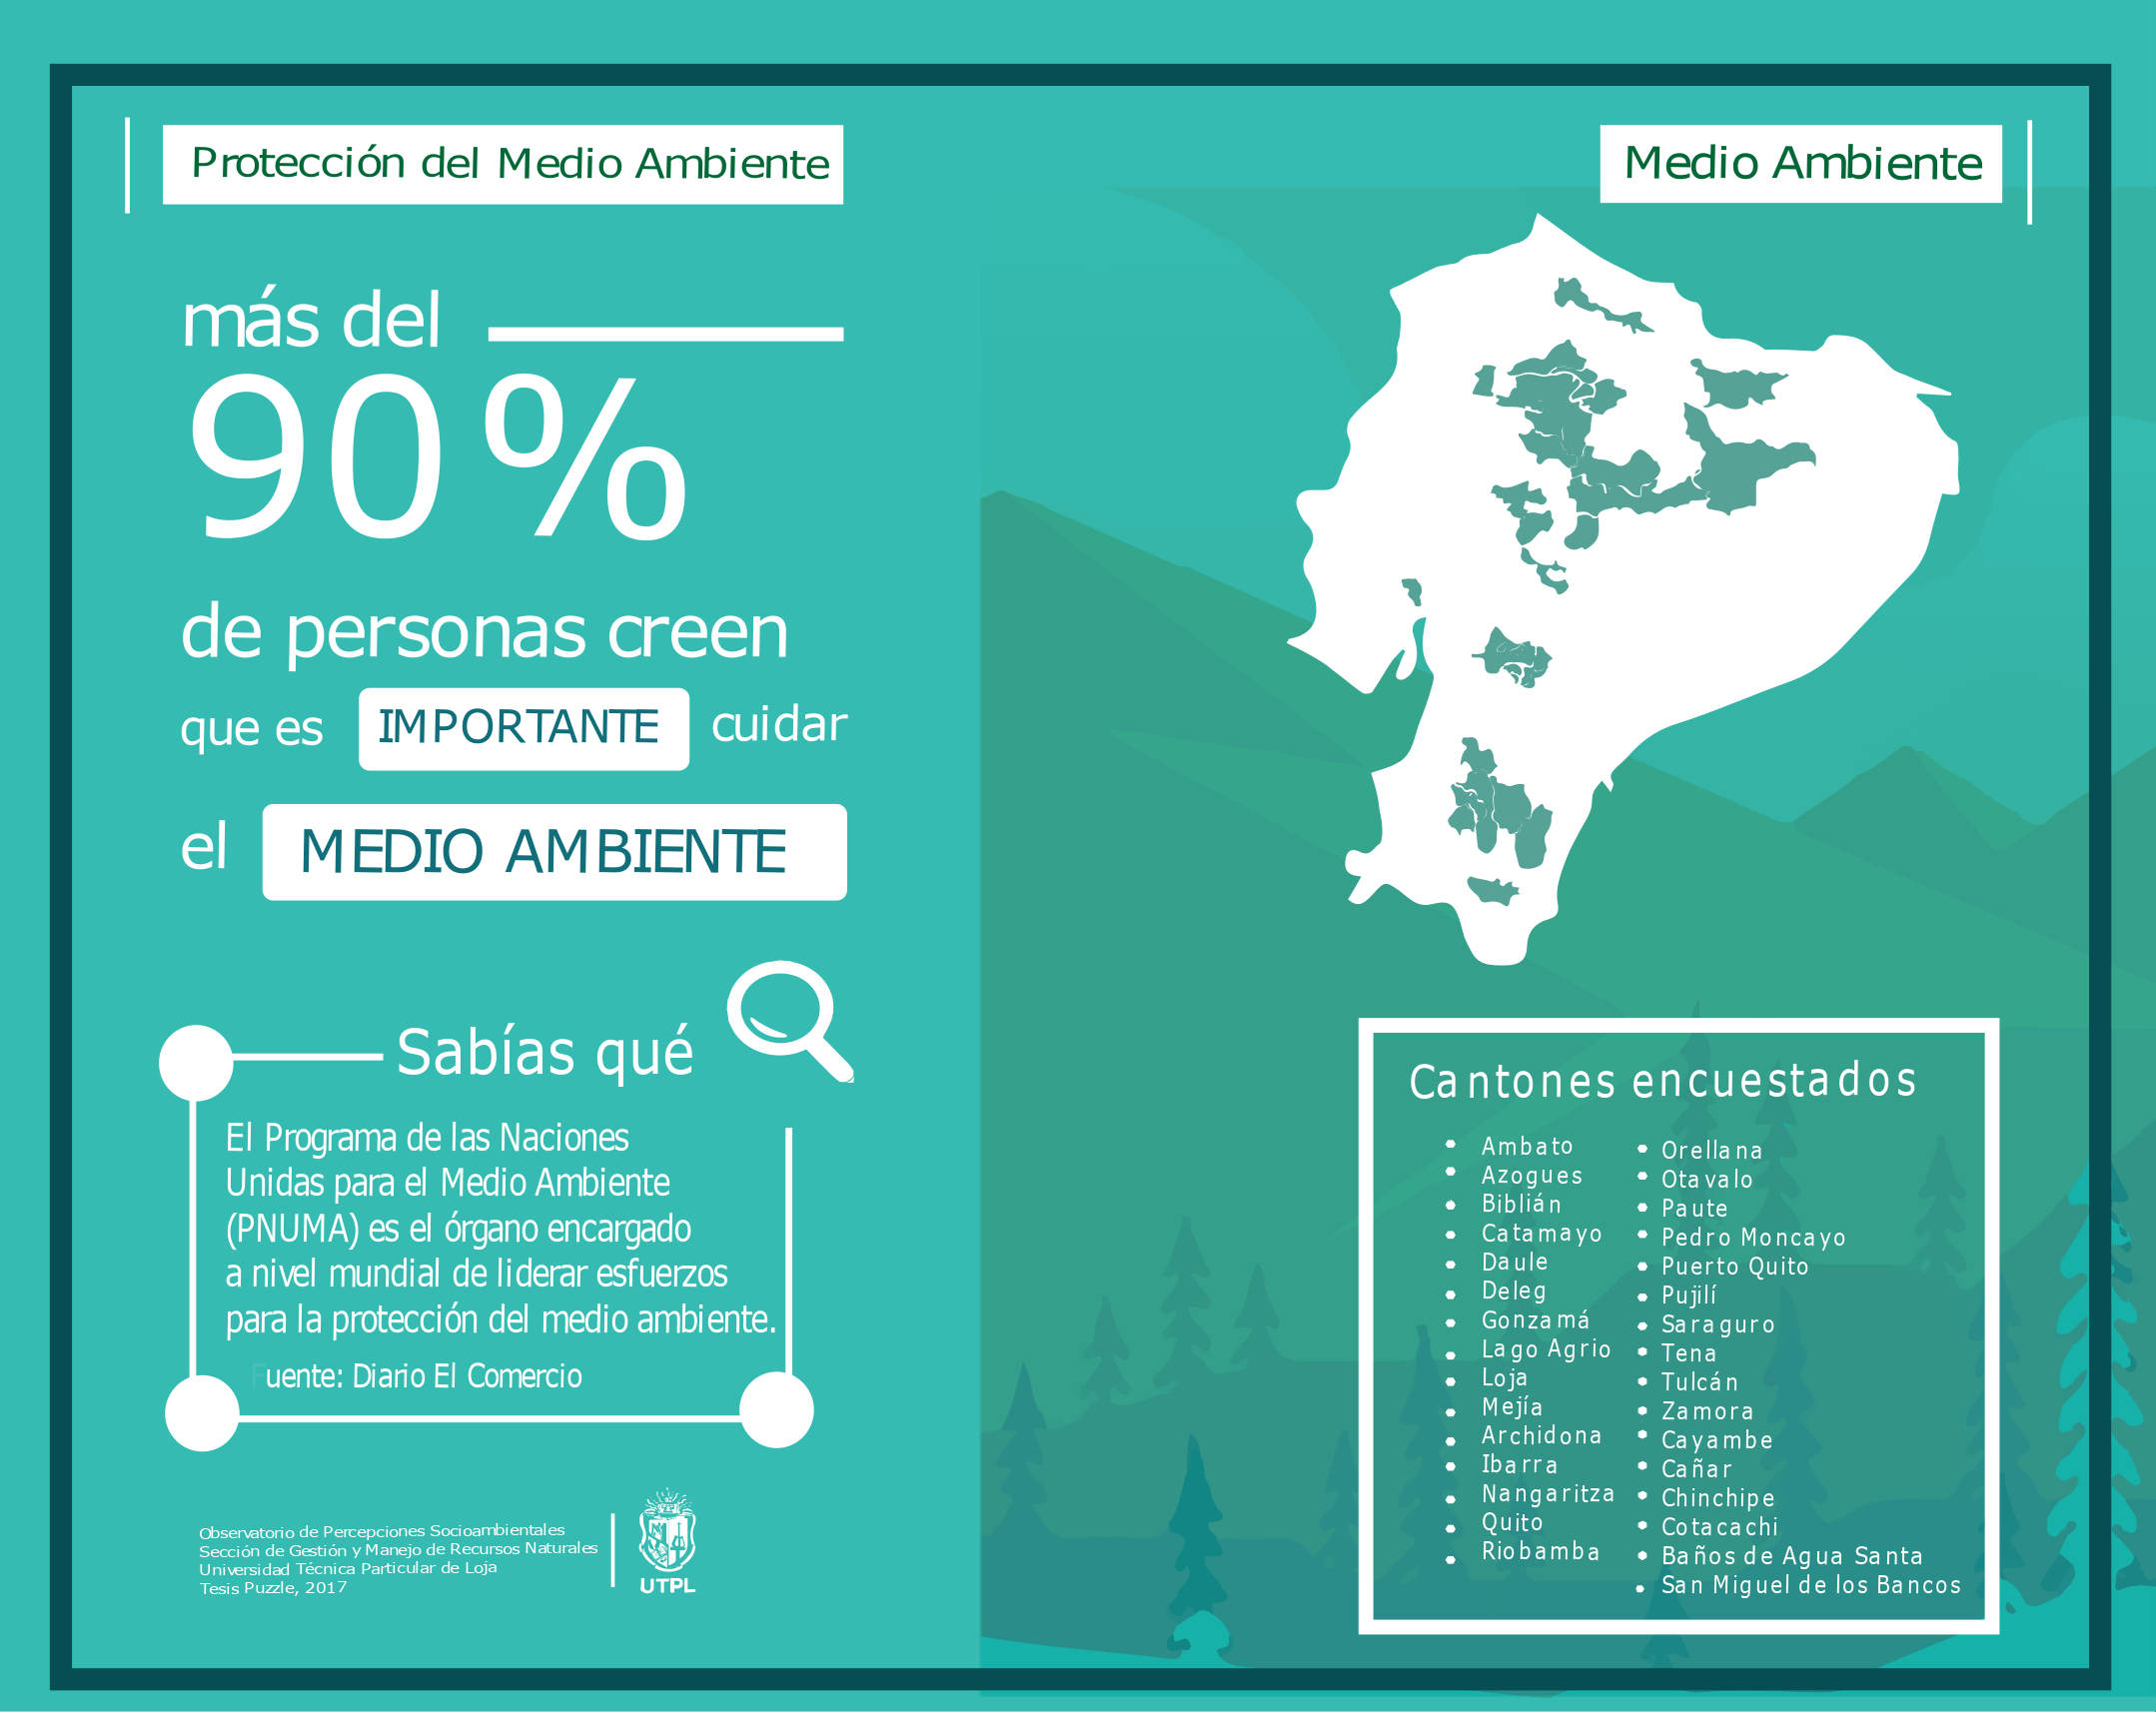 Protección del Medio Ambiente
más del
90%
de personas creen
que es IMPORTANTE cuidar
el MEDIO AMBIENTE
Sabías qué
El Programa de las Naciones
Unidas para el Medio Ambiente
(PNUMA) es el órgano encargado
a nivel mundial de liderar esfuerzos
para la protección del medio ambiente.
Fuente: Diario El Comercio
Observatorio de Percepciones Socioambientales
Sección de Gestión y Manejo de Recursos Naturales
Universidad Técnica Particular de Loja
Tesis Puzzle, 2017
UTPL
Medio Ambiente
Cantones encuestados
• Ambato
• Azogues
• Biblián
• Catamayo
• Daule
• Deleg
• Gonzamá
• Lago Agrio
• Loja
• Mejía
• Archidona
• Ibarra
• Nangaritza
• Quito
• Riobamba
• Orellana
• Otavalo
• Paute
• Pedro Moncayo
• Puerto Quito
• Pujilí
• Saraguro
• Tena
• Tulcán
• Zamora
• Cayambe
• Cañar
• Chinchipe
• Cotacachi
• Baños de Agua Santa
• San Miguel de los Bancos